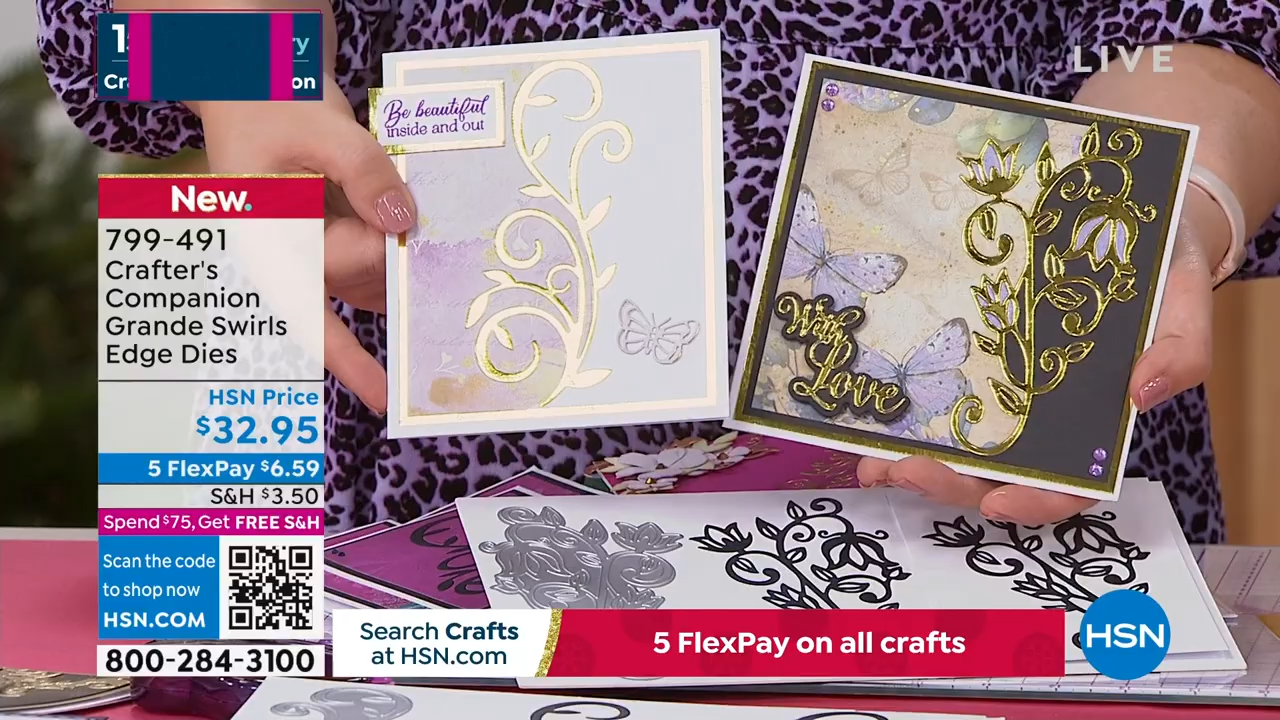 LIVE
Be beautiful
inside and out
With
Love
New.
799-491
Crafter's
Companion
Grande Swirls
Edge Dies
HSN Price
$32.95
5 FlexPay $6.59
S&H $3.50
Spend $75, Get FREE S&H
Scan the code
to shop now
HSN.COM
800-284-3100
Search Crafts
at HSN.com
5 FlexPay on all crafts
HSN